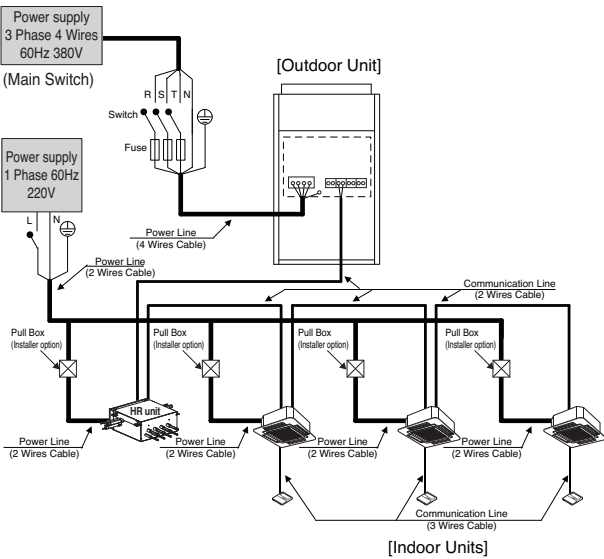 Power supply
3 Phase 4 Wires
60Hz 380V
(Main Switch)
[Outdoor Unit]
R S T N
Switch
Fuse
Power supply
1 Phase 60Hz
220V
L N
Power Line
(4 Wires Cable)
Power Line
(2 Wires Cable)
Communication Line
(2 Wires Cable)
Pull Box
(Installer option)
Pull Box
(Installer option)
Pull Box
(Installer option)
Pull Box
(Installer option)
HR unit
Power Line
(2 Wires Cable)
Power Line
(2 Wires Cable)
Power Line
(2 Wires Cable)
Power Line
(2 Wires Cable)
Communication Line
(3 Wires Cable)
[Indoor Units]